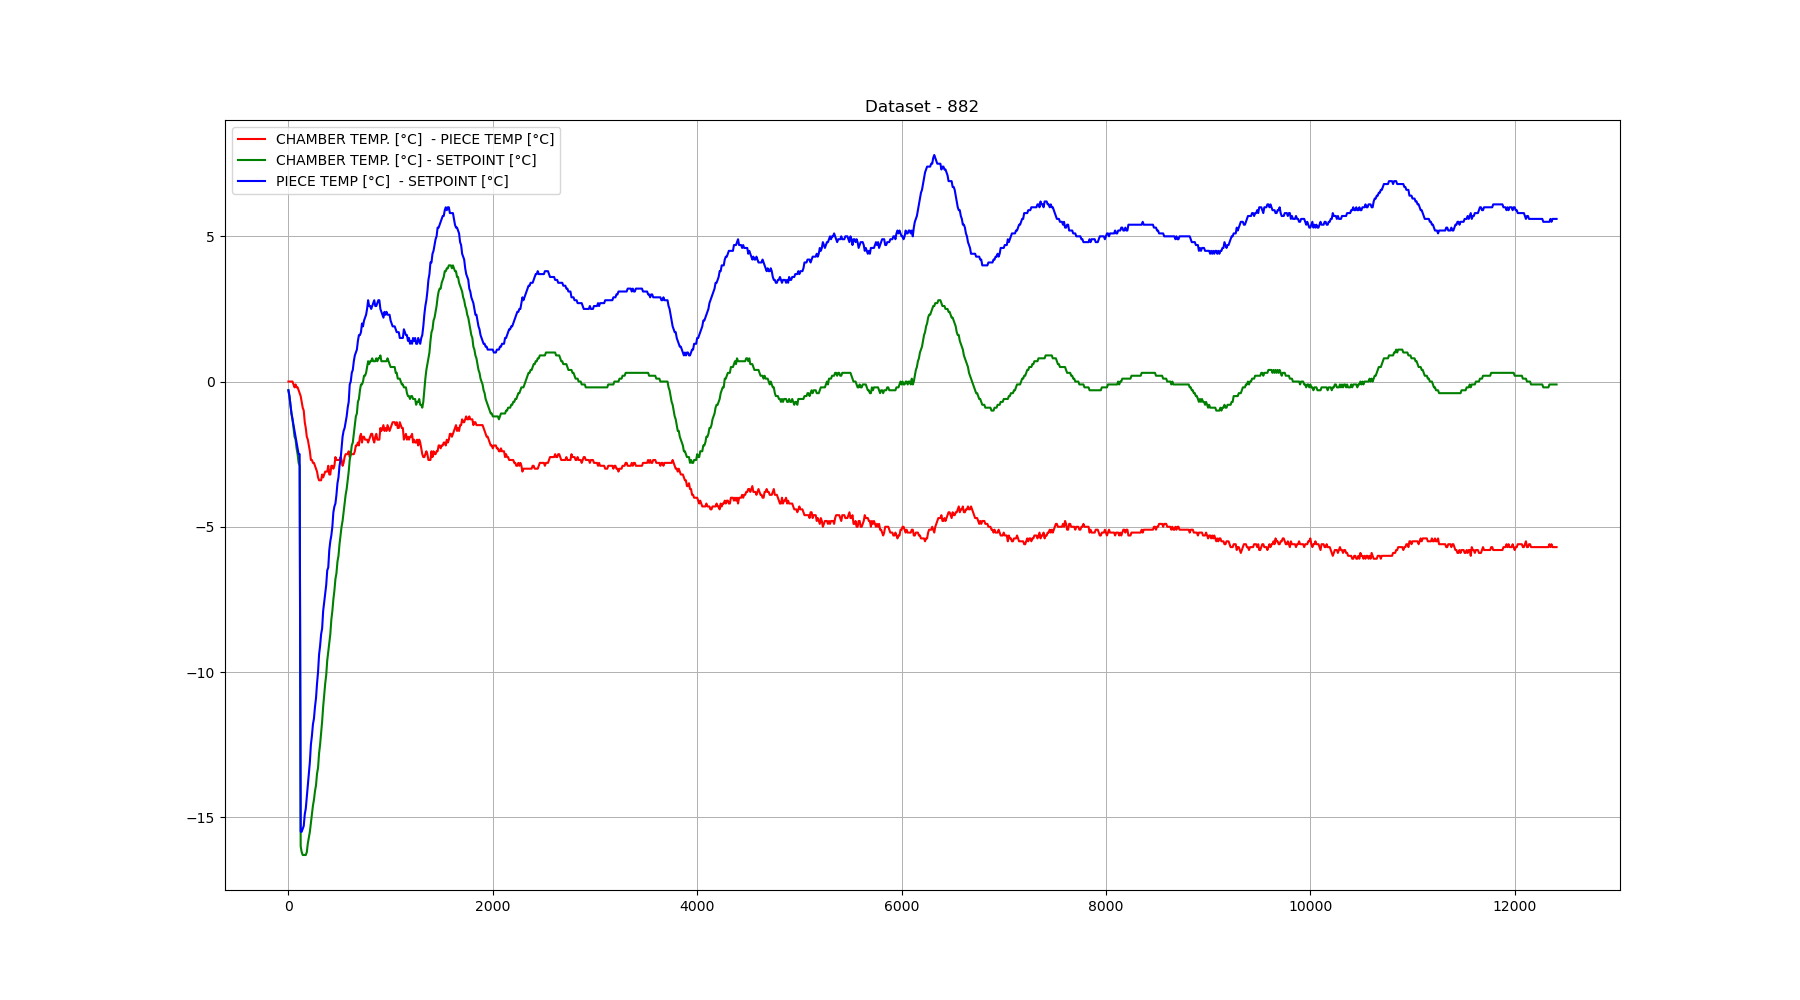 Dataset - 882
CHAMBER TEMP. [°C]  - PIECE TEMP [°C]
CHAMBER TEMP. [°C] - SETPOINT [°C]
PIECE TEMP [°C]  - SETPOINT [°C]
5
0
−5
−10
−15
0 2000 4000 6000 8000 10000 12000